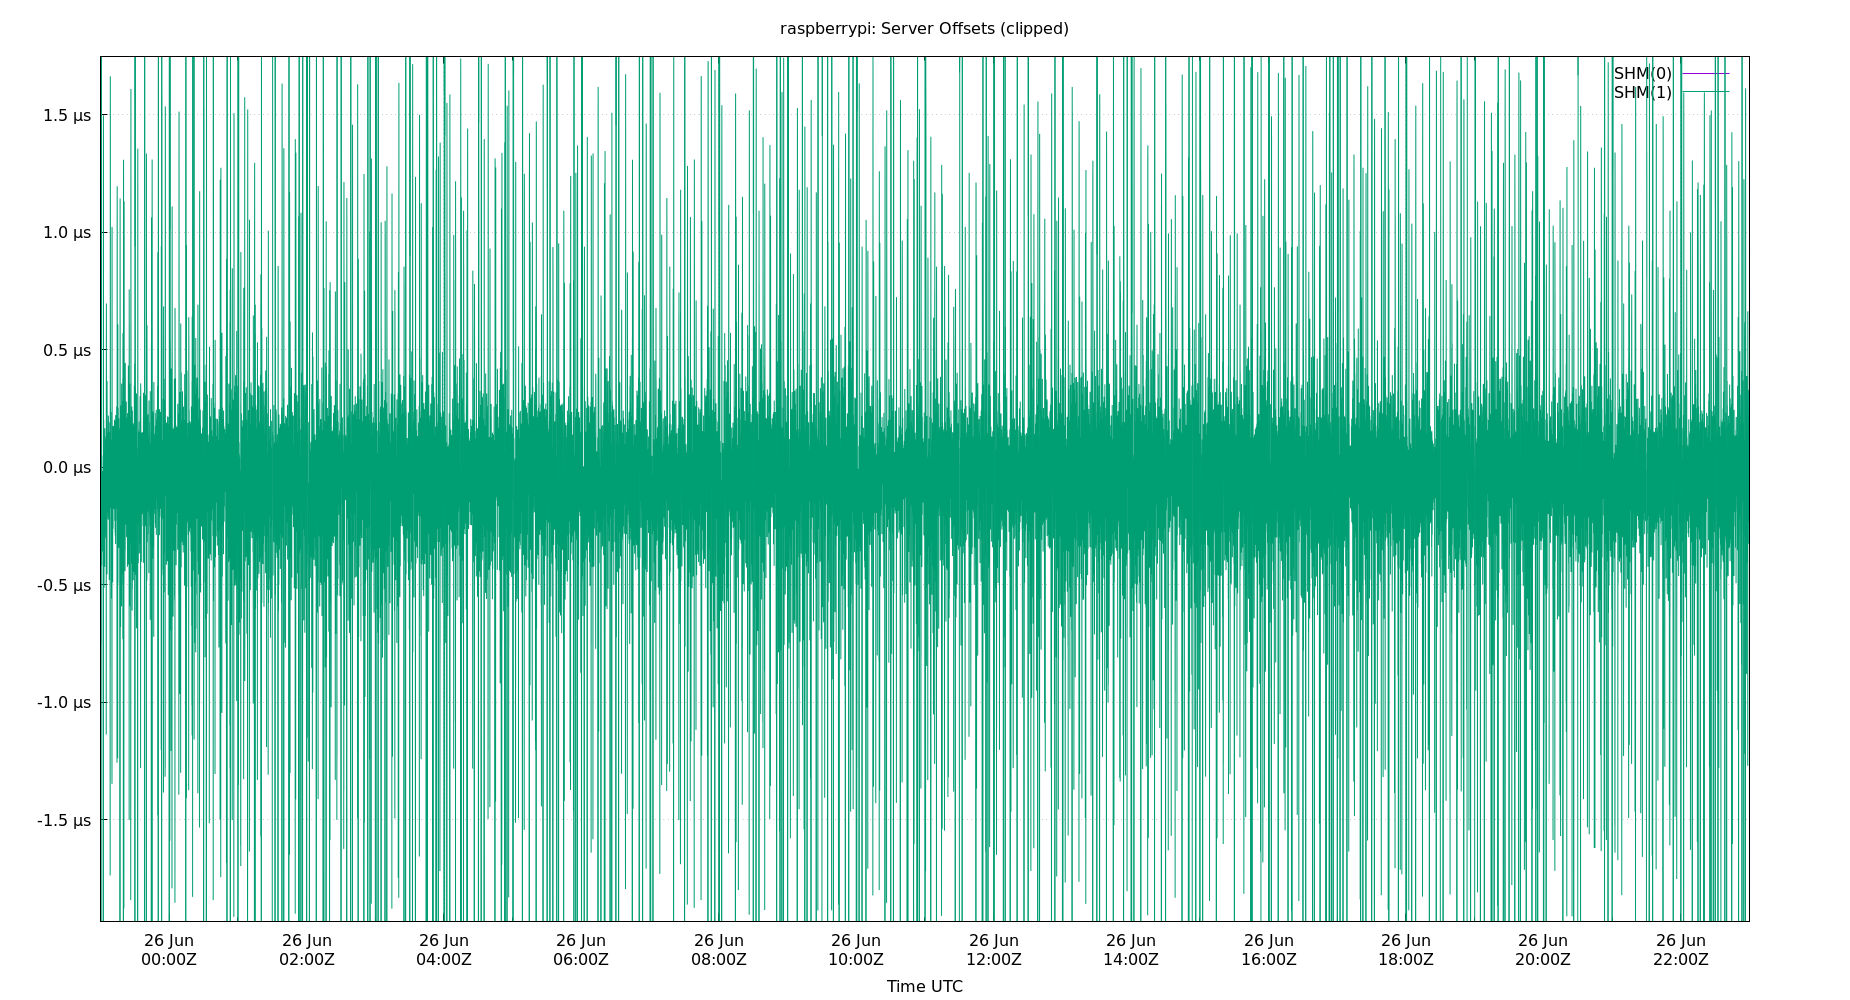 raspberrypi: Server Offsets (clipped)
SHM(0)
SHM(1)
1.5 µs
1.0 µs
0.5 µs
0.0 µs
-0.5 µs
-1.0 µs
-1.5 µs
26 Jun 26 Jun 26 Jun 26 Jun 26 Jun 26 Jun 26 Jun 26 Jun 26 Jun 26 Jun 26 Jun 26 Jun
00:00Z 02:00Z 04:00Z 06:00Z 08:00Z 10:00Z 12:00Z 14:00Z 16:00Z 18:00Z 20:00Z 22:00Z
Time UTC